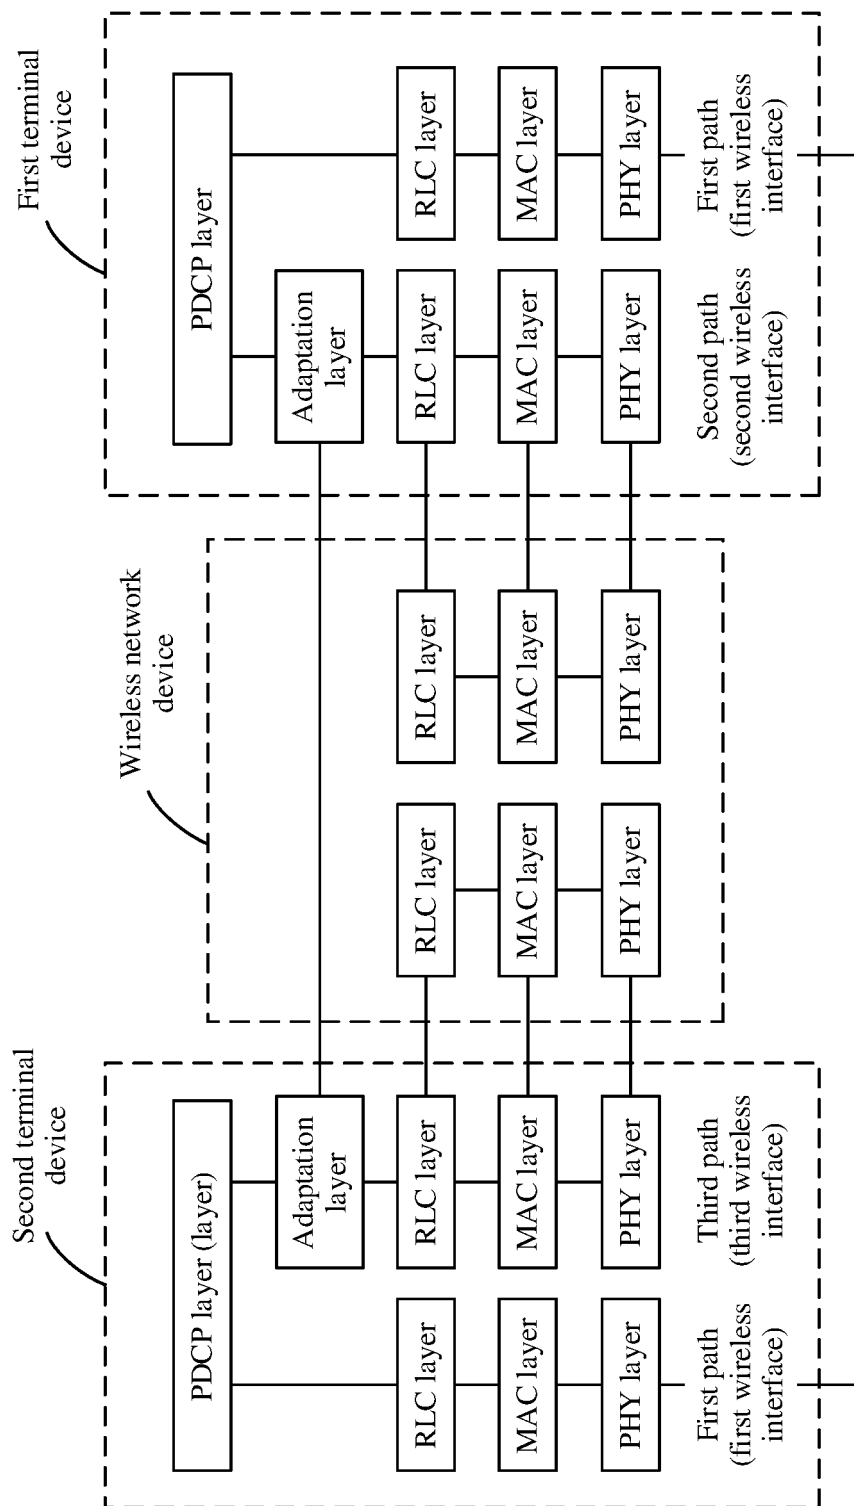 Second terminal
device
Wireless network
device
First terminal
device
PDCP layer (layer)
PDCP layer
Adaptation
layer
Adaptation
layer
RLC layer
RLC layer
RLC layer
RLC layer
RLC layer
RLC layer
MAC layer
MAC layer
MAC layer
MAC layer
MAC layer
MAC layer
PHY layer
PHY layer
PHY layer
PHY layer
PHY layer
PHY layer
First path
(first wireless
interface)
Third path
(third wireless
interface)
Second path
(second wireless
interface)
First path
(first wireless
interface)